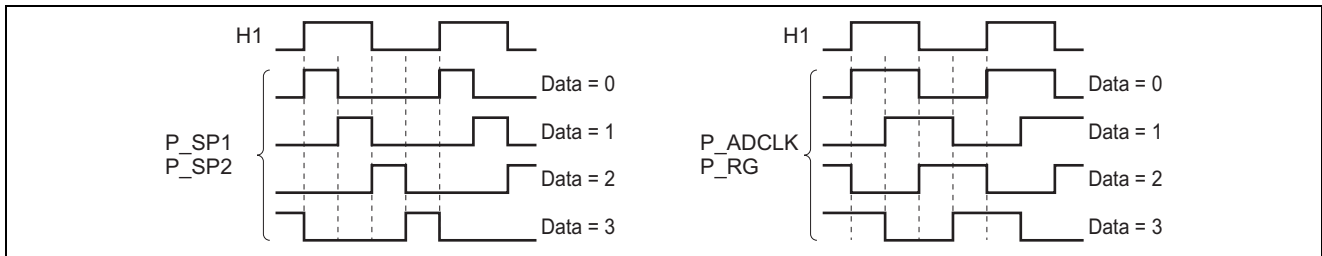 H1
P_SP1
P_SP2
Data = 0
Data = 1
Data = 2
Data = 3
H1
P_ADCLK
P_RG
Data = 0
Data = 1
Data = 2
Data = 3